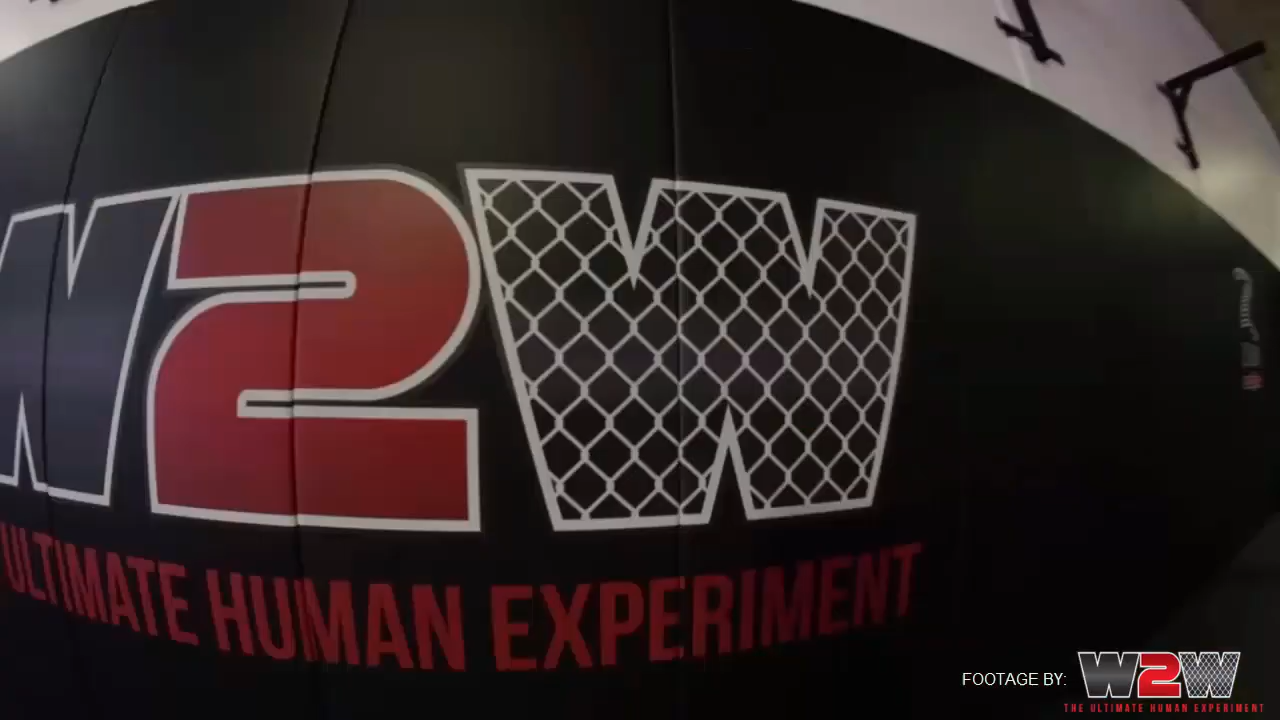 W2W
ULTIMATE HUMAN EXPERIMENT
FOOTAGE BY: W2W
THE ULTIMATE HUMAN EXPERIMENT